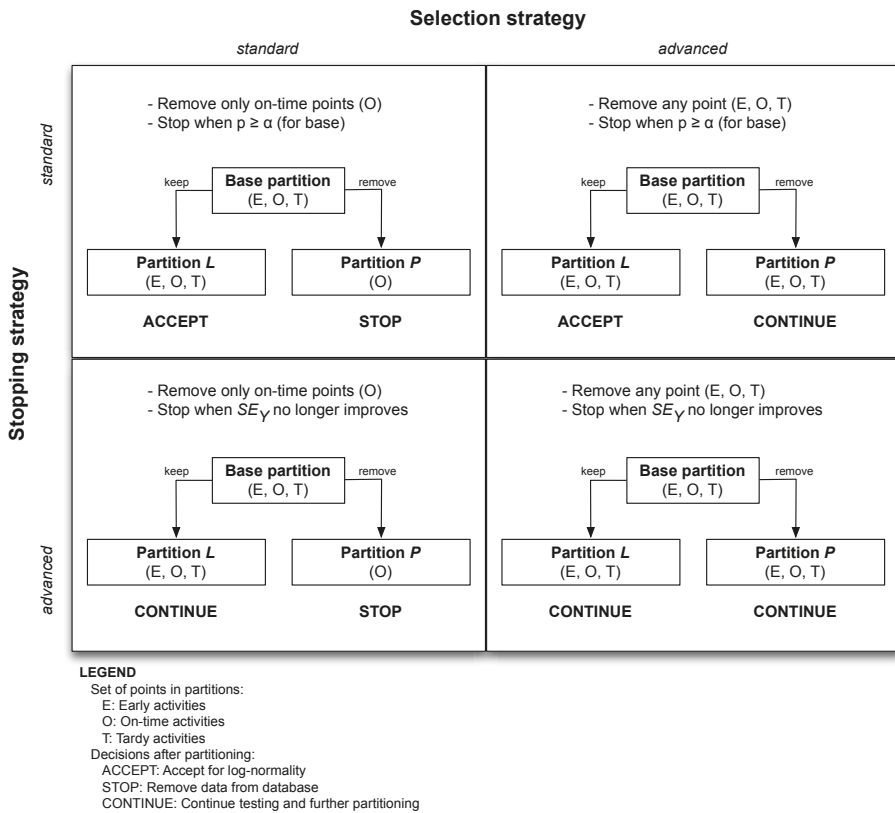 Selection strategy
standard
advanced
Stopping strategy
standard
- Remove only on-time points (O)
- Stop when p ≥ α (for base)
keep
Base partition
(E, O, T)
remove
Partition L
(E, O, T)
Partition P
(O)
ACCEPT
STOP
- Remove any point (E, O, T)
- Stop when p ≥ α (for base)
keep
Base partition
(E, O, T)
remove
Partition L
(E, O, T)
Partition P
(E, O, T)
ACCEPT
CONTINUE
advanced
- Remove only on-time points (O)
- Stop when SEY no longer improves
keep
Base partition
(E, O, T)
remove
Partition L
(E, O, T)
Partition P
(O)
CONTINUE
STOP
- Remove any point (E, O, T)
- Stop when SEY no longer improves
keep
Base partition
(E, O, T)
remove
Partition L
(E, O, T)
Partition P
(E, O, T)
CONTINUE
CONTINUE
LEGEND
Set of points in partitions:
E: Early activities
O: On-time activities
T: Tardy activities
Decisions after partitioning:
ACCEPT: Accept for log-normality
STOP: Remove data from database
CONTINUE: Continue testing and further partitioning